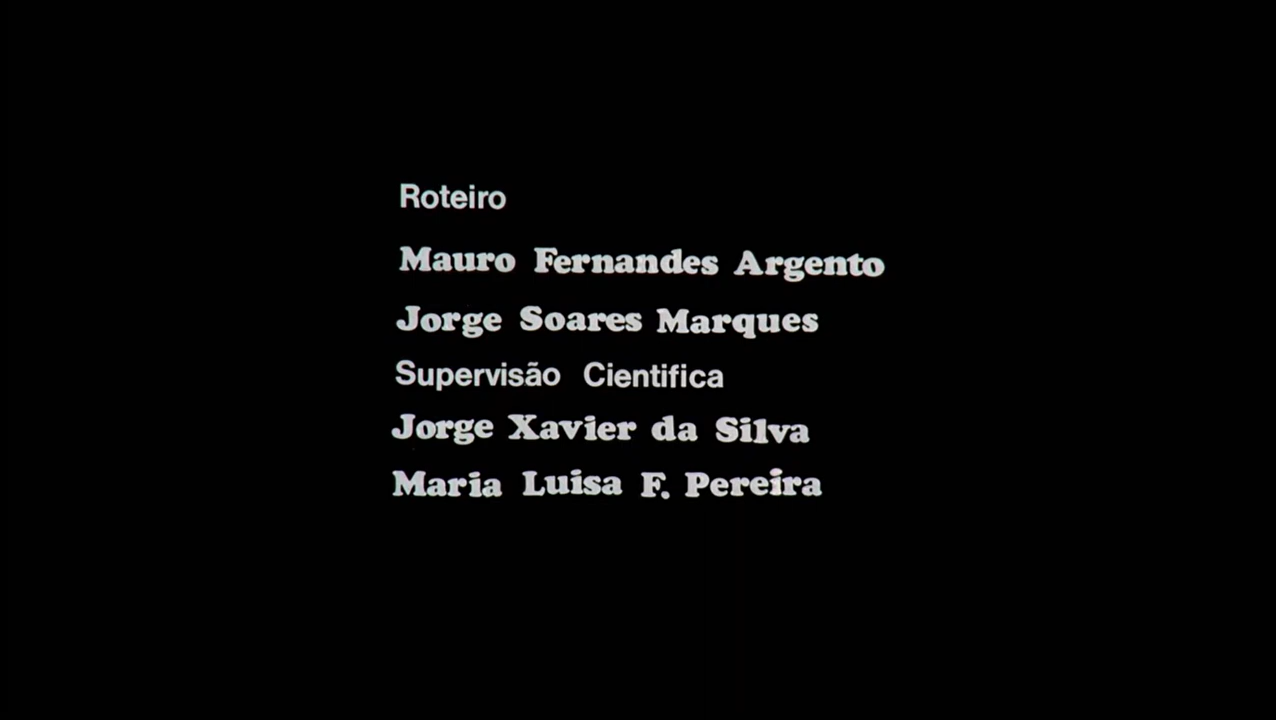 Roteiro
Mauro Fernandes Argento
Jorge Soares Marques
Supervisão Cientifica
Jorge Xavier da Silva
Maria Luisa F. Pereira